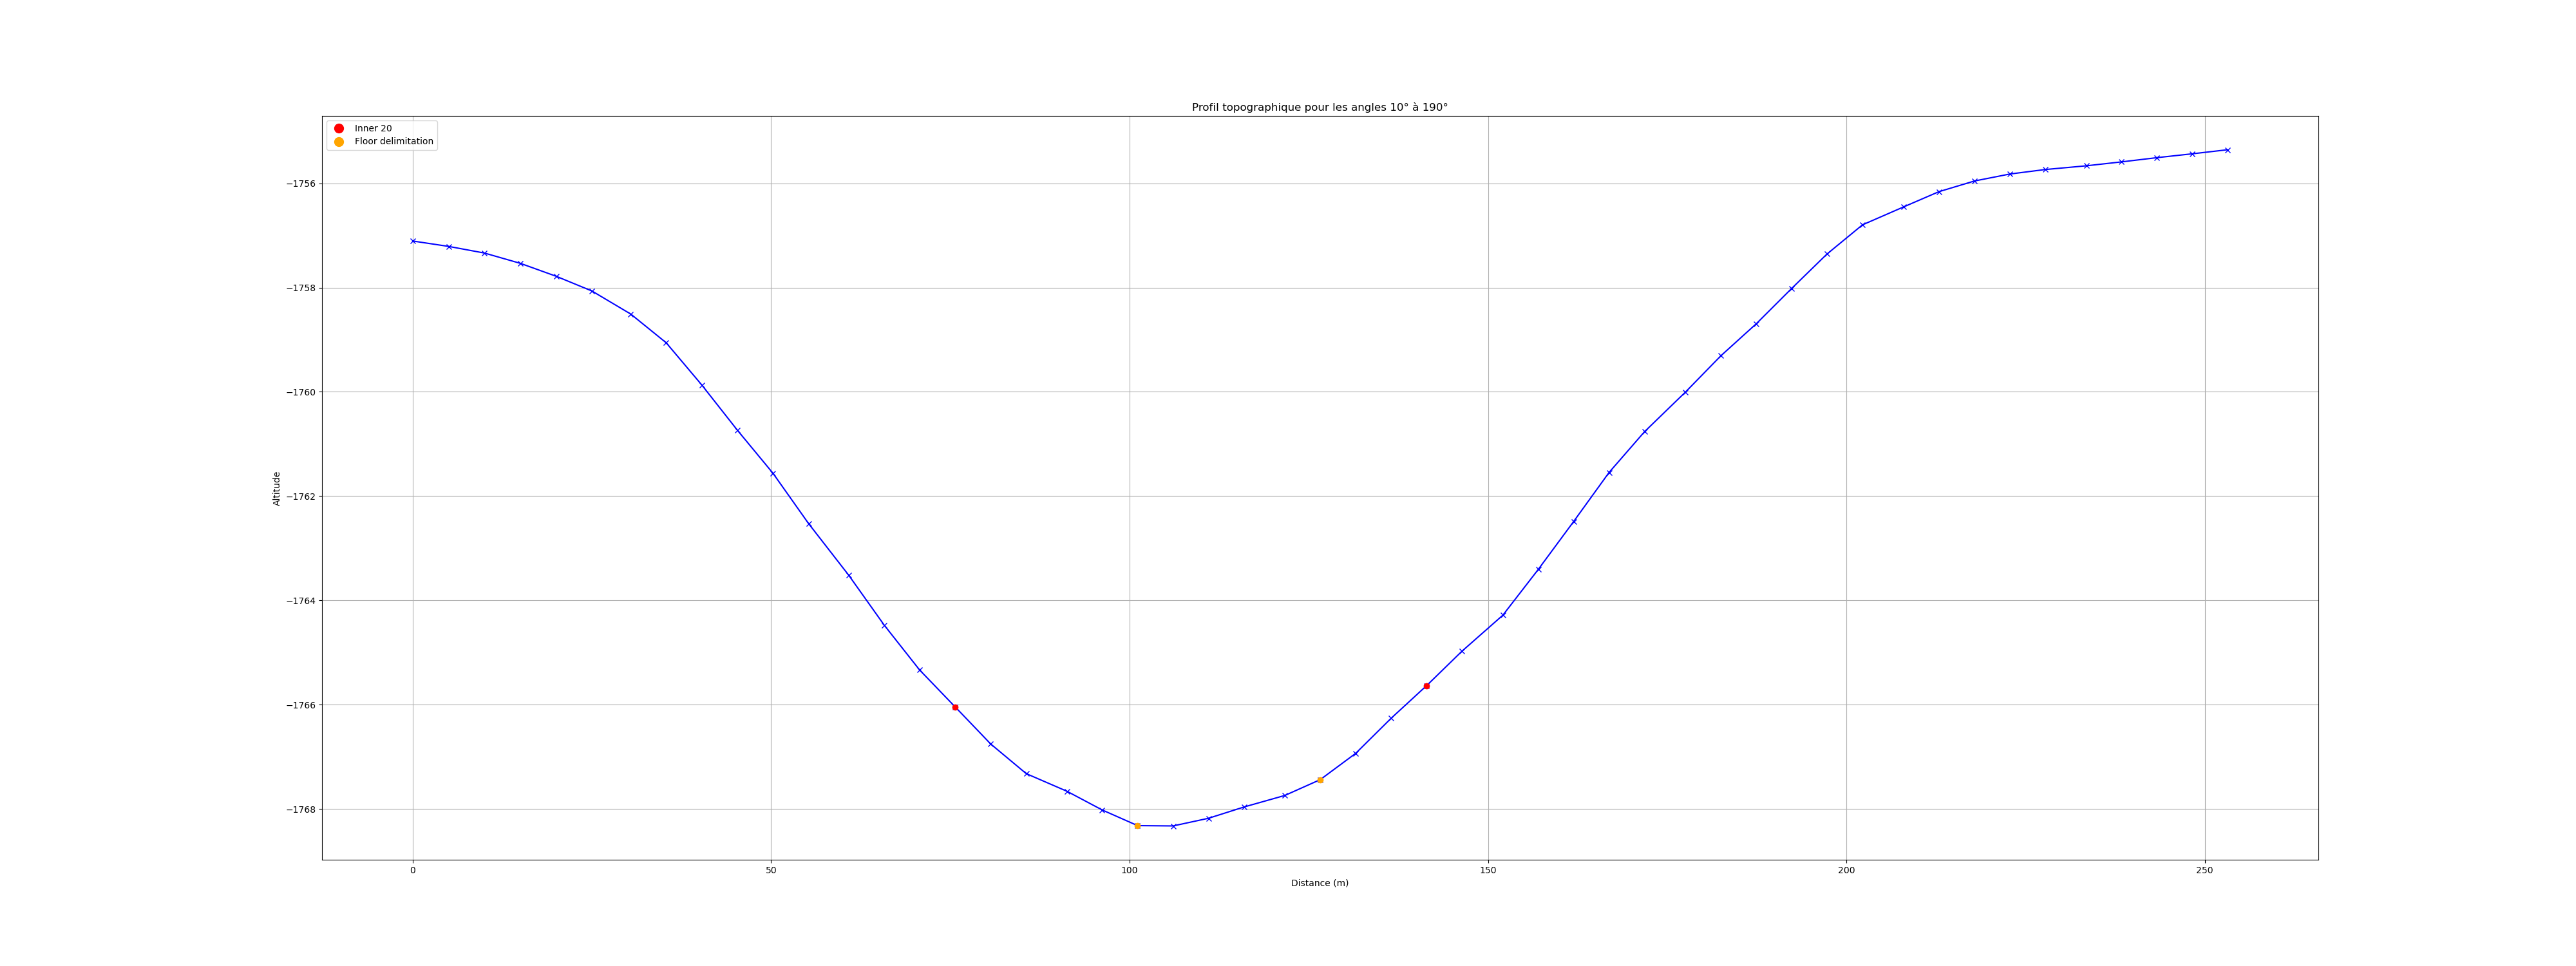 Profil topographique pour les angles 10° à 190°
Inner 20
Floor delimitation
−1756
−1758
−1760
−1762
−1764
−1766
−1768
Altitude
0 50 100 150 200 250
Distance (m)